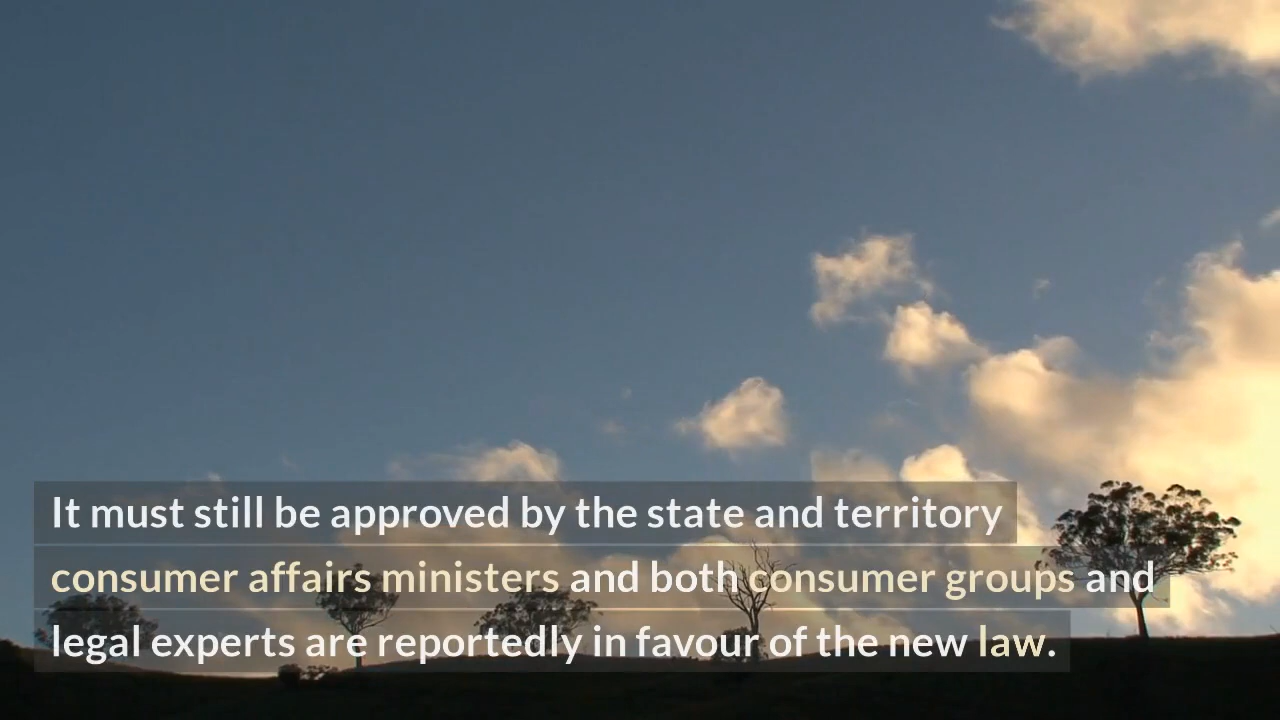 It must still be approved by the state and territory
consumer affairs ministers and both consumer groups and
legal experts are reportedly in favour of the new law.